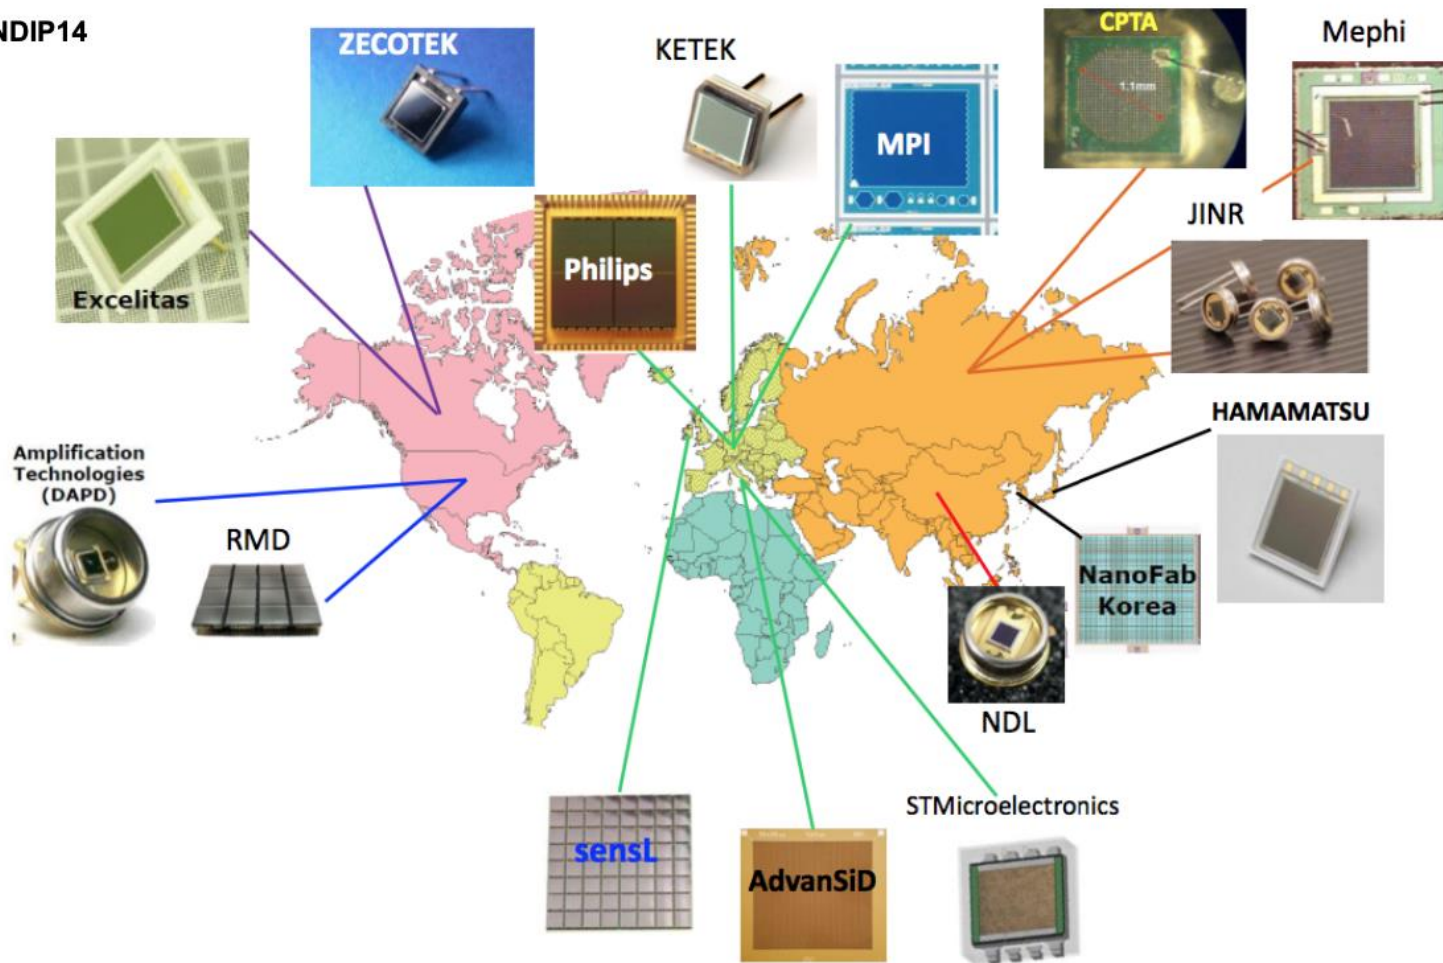 NDIP14
ZECOTEK
KETEK
CPTA
Mephi
1.1mm
MPI
JINR
Philips
Excelitas
HAMAMATSU
Amplification
Technologies
(DAPD)
RMD
NanoFab
Korea
NDL
STMicroelectronics
sensL
AdvanSiD